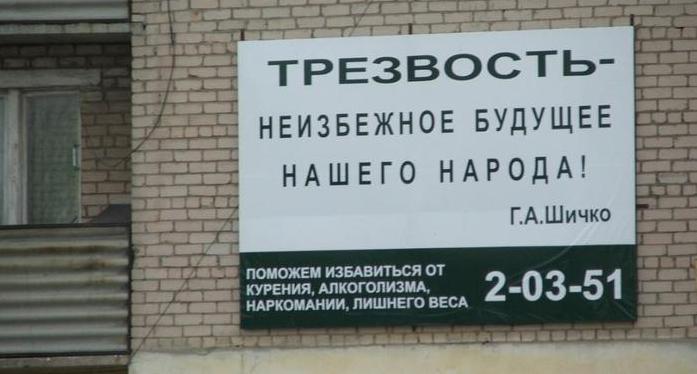 ТРЕЗВОСТЬ-
НЕИЗБЕЖНОЕ БУДУЩЕЕ
НАШЕГО НАРОДА!
Г.А.Шичко
ПОМОЖЕМ ИЗБАВИТЬСЯ ОТ
КУРЕНИЯ, АЛКОГОЛИЗМА,
НАРКОМАНИИ, ЛИШНЕГО ВЕСА
2-03-51